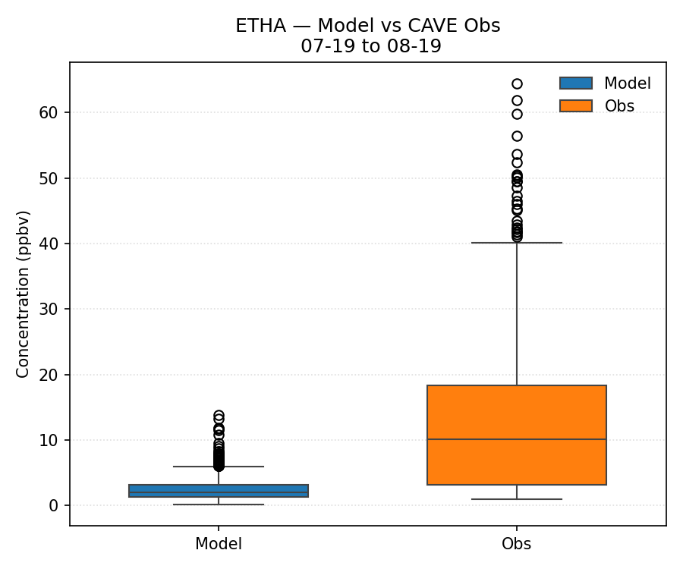 ETHA — Model vs CAVE Obs
07-19 to 08-19
Model
Obs
Concentration (ppbv)
60
50
40
30
20
10
0
Model
Obs